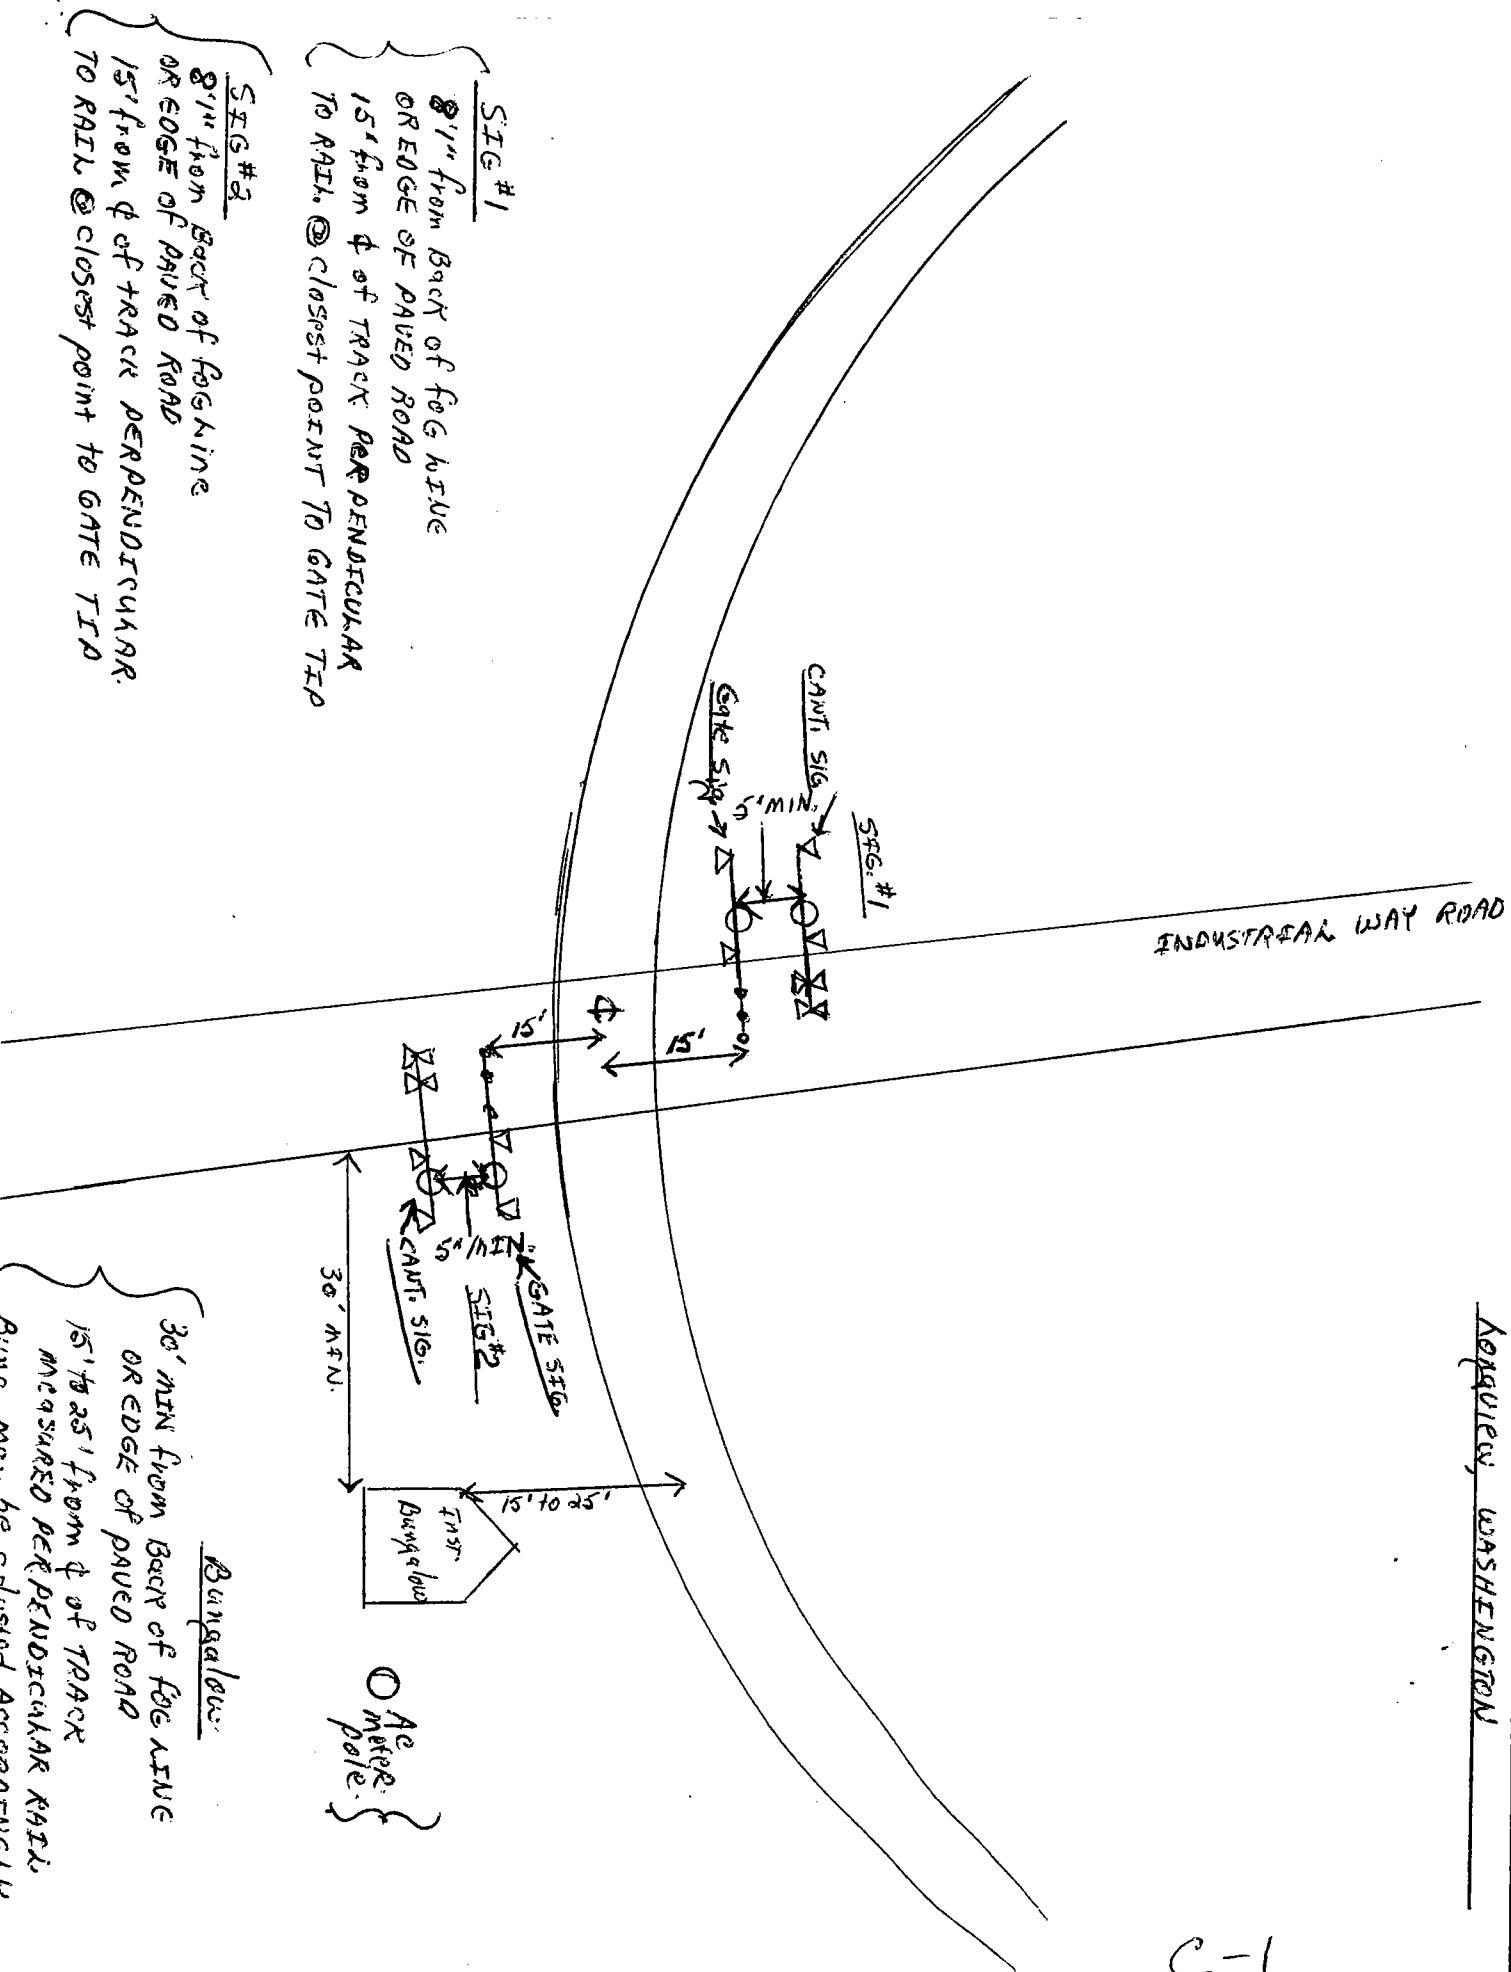 Longview, WASHINGTON
C-1
INDUSTRIAL WAY ROAD
SIG. #1
CANT. SIG
5' MIN.
Gate Sig
℄
15'
15'
GATE SIG.
SIG #2
5' MIN.
CANT. SIG.
30' MIN.
15' to 25'
Inst.
Bungalow
AC
meter
pole.
SIG #1
8'1" from Back of fog LINE
OR EDGE OF PAVED ROAD
15' from ℄ of TRACK PERPENDICULAR
TO RAIL @ closest POINT TO GATE TIP
SIG #2
8'1" from Back of fogline
OR EDGE of PAVED ROAD
15' from ℄ of tRACK PERPENDICULAR
TO RAIL @ closest point to GATE TIP
Bungalow
30' MIN from Back of fog LINE
OR EDGE of PAVED ROAD
15' to 25' from ℄ of TRACK
measured PERPENDICULAR RAIL.
may be adjusted ACCORDINGLY